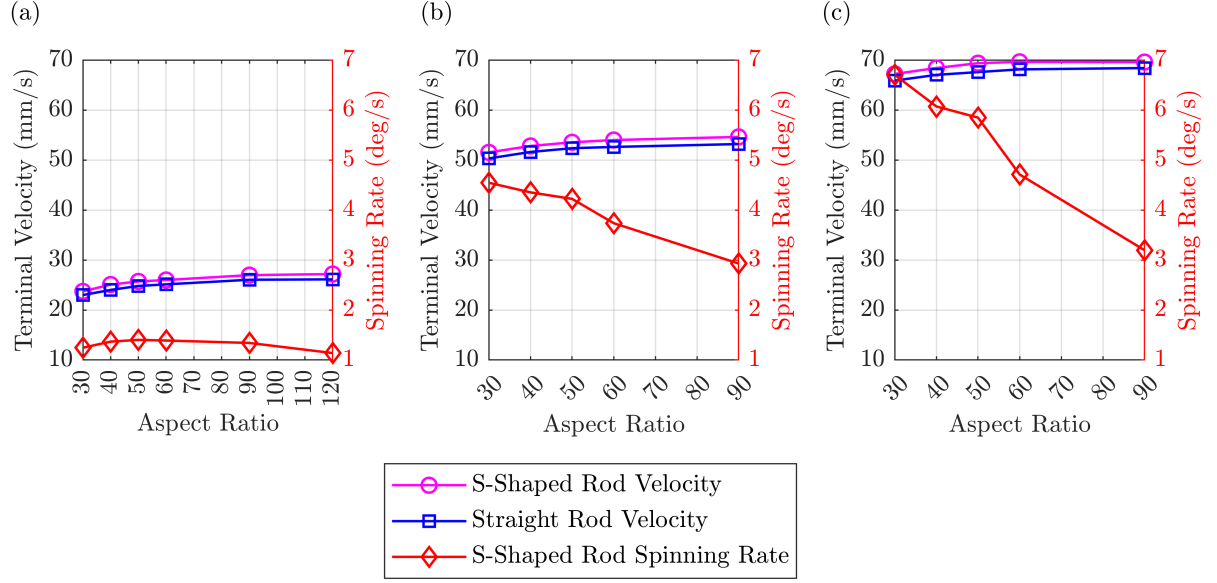 (a)
(b)
(c)
70
60
50
40
30
20
10
Terminal Velocity (mm/s)
7
6
5
4
3
2
1
Spinning Rate (deg/s)
30 40 50 60 70 80 90 100 110 120
Aspect Ratio
70
60
50
40
30
20
10
Terminal Velocity (mm/s)
7
6
5
4
3
2
1
Spinning Rate (deg/s)
30 40 50 60 70 80 90
Aspect Ratio
70
60
50
40
30
20
10
Terminal Velocity (mm/s)
7
6
5
4
3
2
1
Spinning Rate (deg/s)
30 40 50 60 70 80 90
Aspect Ratio
S-Shaped Rod Velocity
Straight Rod Velocity
S-Shaped Rod Spinning Rate